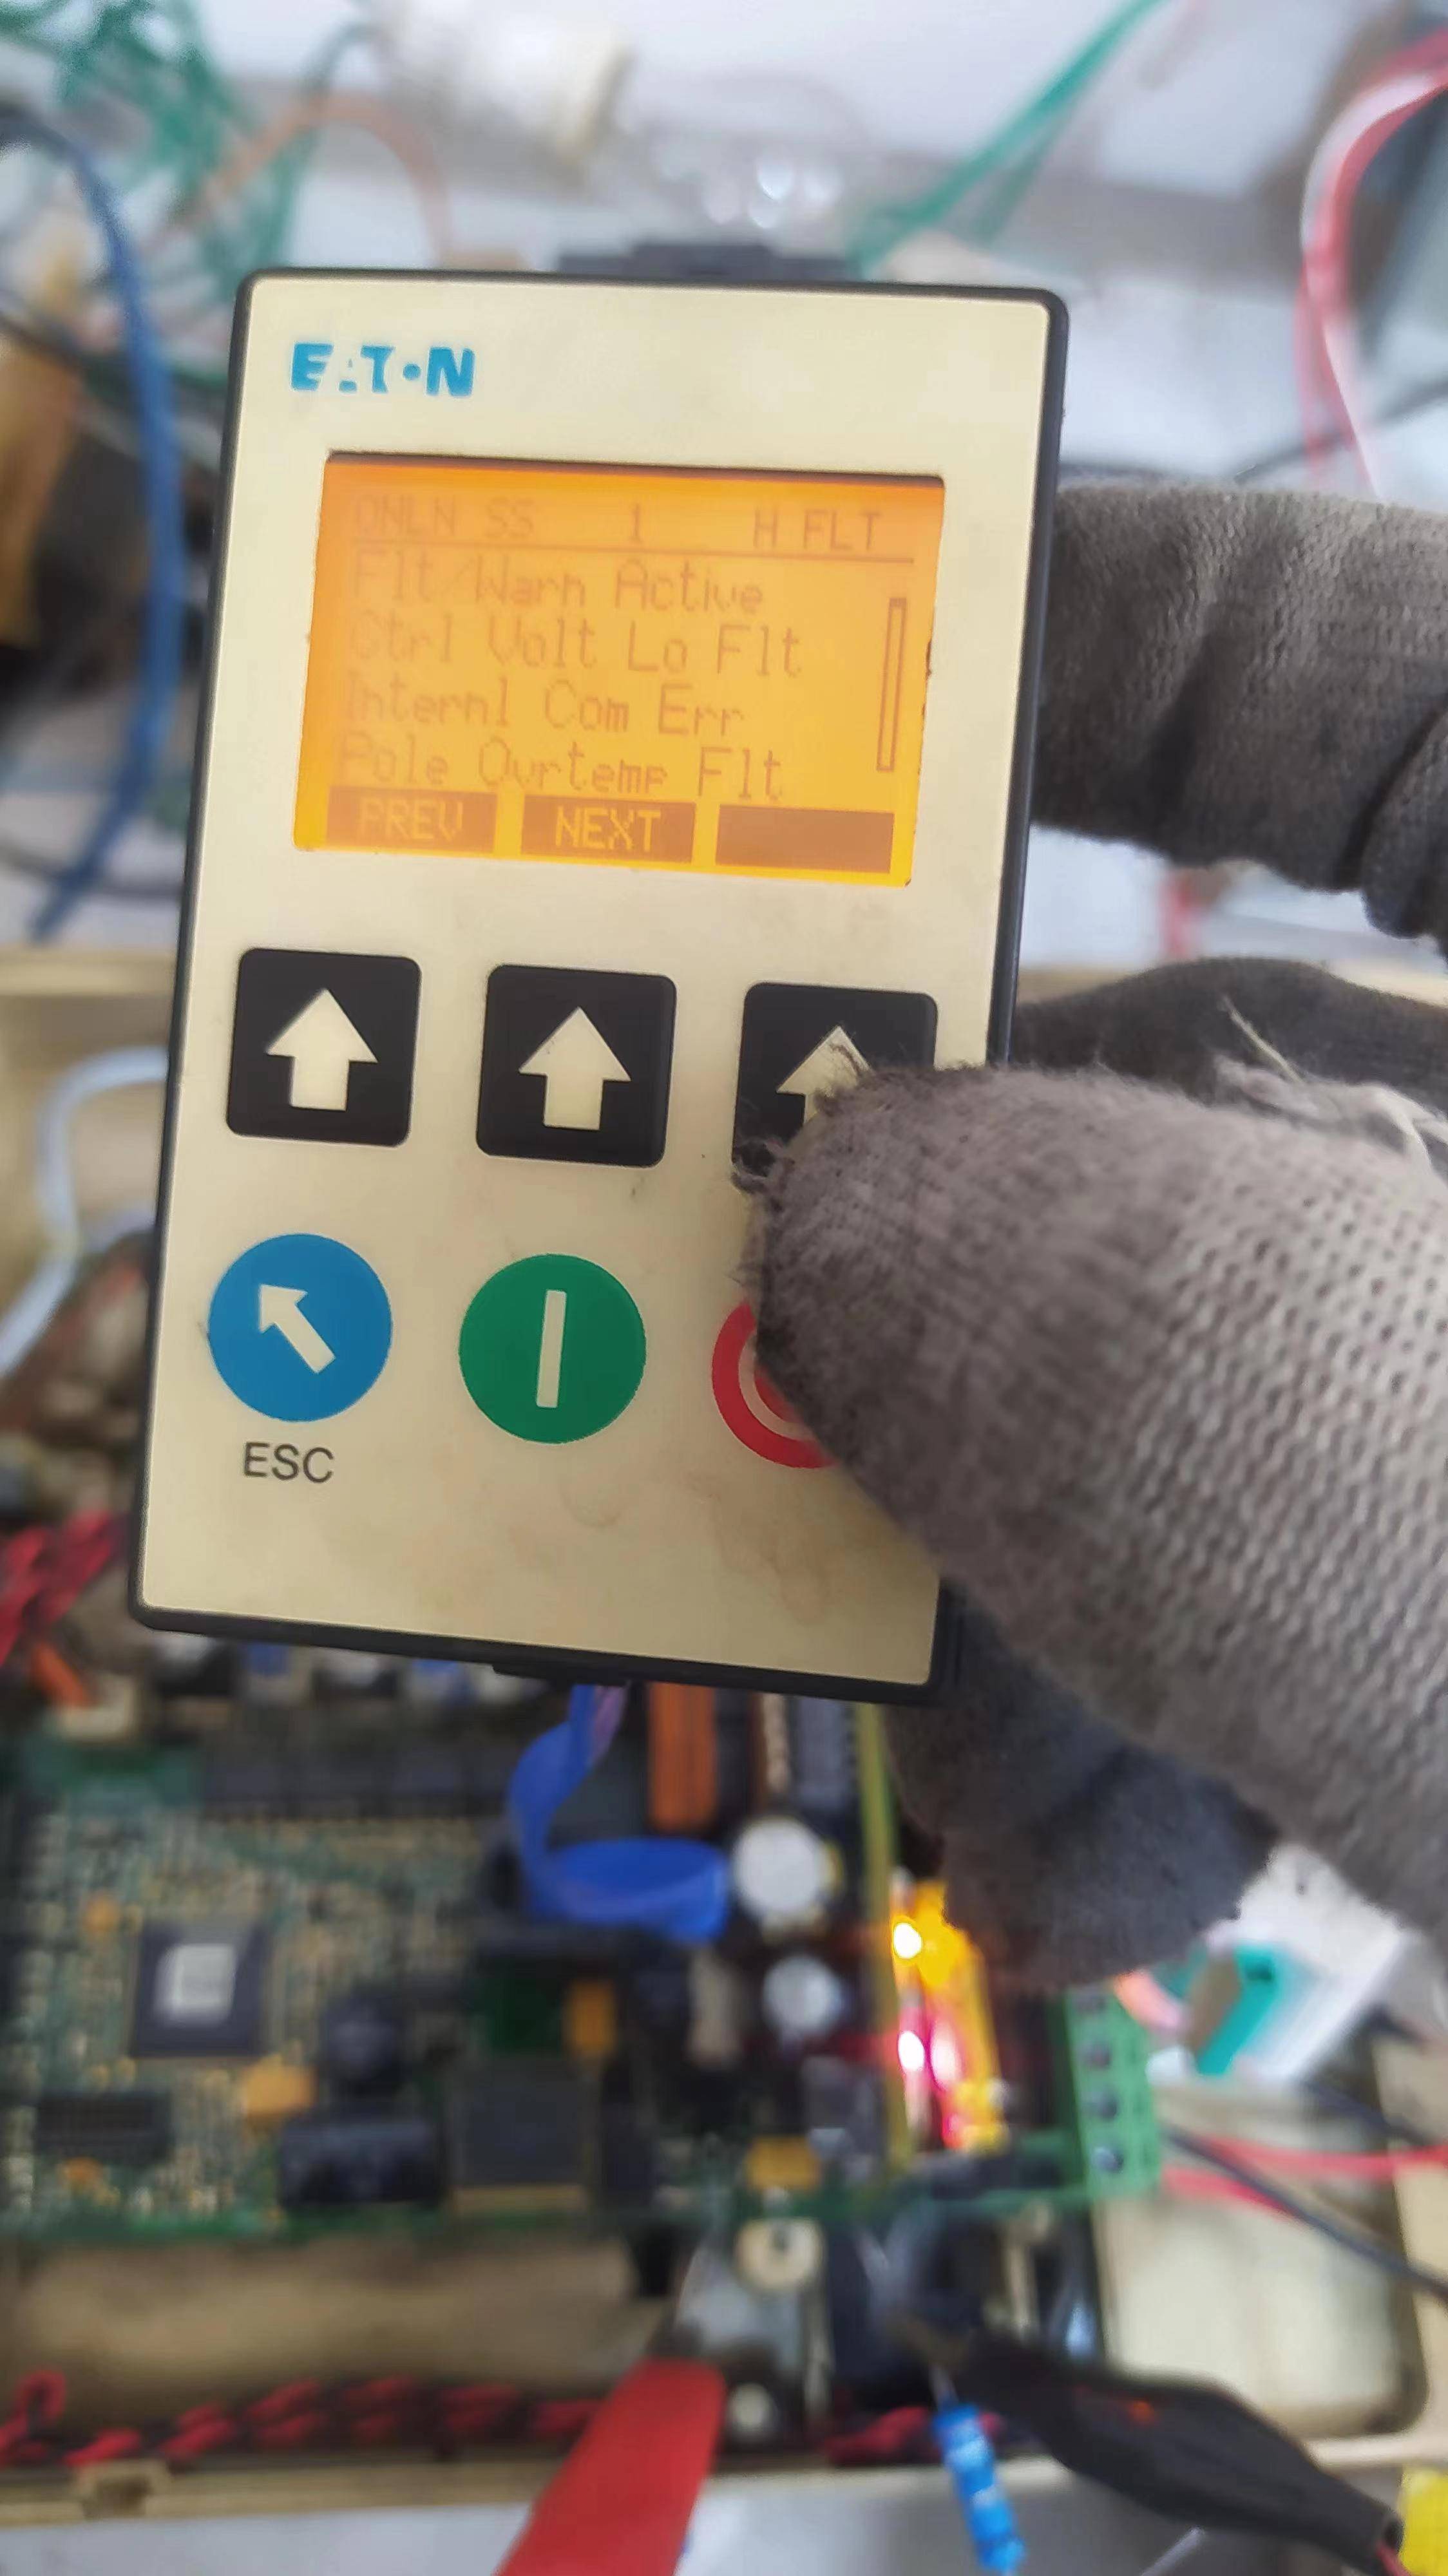 EAT•N
ONLN SS 1 H FLT
Flt/Warn Active
Ctrl Volt Lo Flt
Internl Com Err
Pole Ovrtemp Flt
PREV NEXT
ESC